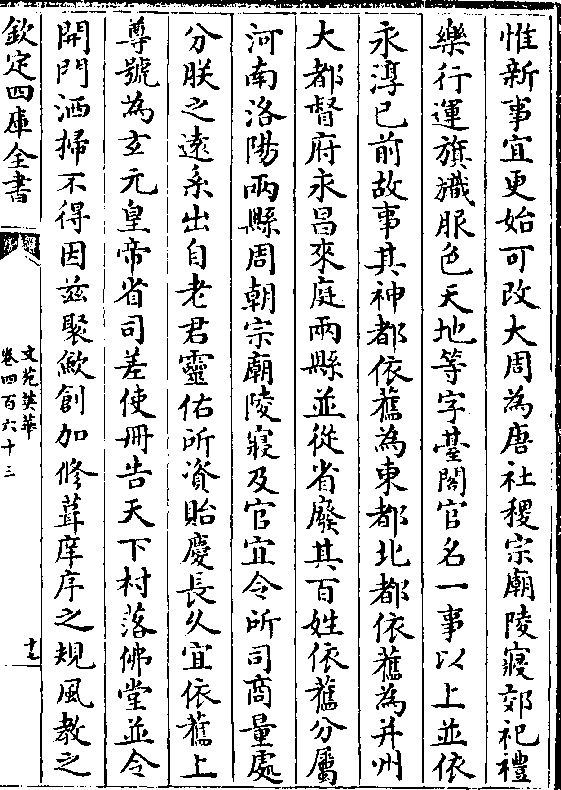 惟新事宜更始可改大周為唐社稷宗廟陵寢郊祀禮
樂行運旗幟服色天地等字臺閣官名一事以上並依
永淳已前故事其神都依舊為東都北都依舊為并州
大都督府永昌來庭兩縣並從省廢其百姓依舊分屬
河南洛陽兩縣周朝宗廟陵寢及官宜令所司商量處
分朕之遠系出自老君靈佑所資貽慶長久宜依舊上
尊號為玄元皇帝省司差使冊告天下村落佛堂並令
開門洒掃不得因茲聚歛創加修葺庠序之規風教之
欽定四庫全書
文苑英華
卷四百六十三